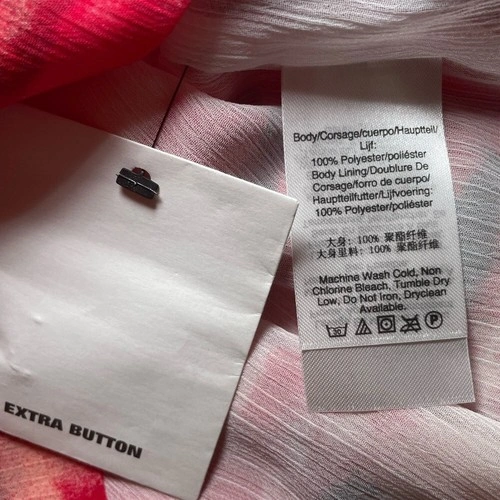 Body/Corsage/cuerpo/Hauptteil/
Lijf:
100% Polyester/poliéster
Body Lining/Doublure De
Corsage/forro de cuerpo/
Hauptteilfutter/Lijfvoering:
100% Polyester/poliéster
大身: 100% 聚酯纤维
大身里料: 100% 聚酯纤维
Machine Wash Cold, Non
Chlorine Bleach, Tumble Dry
Low, Do Not Iron, Dryclean
Available.
30
P
EXTRA BUTTON